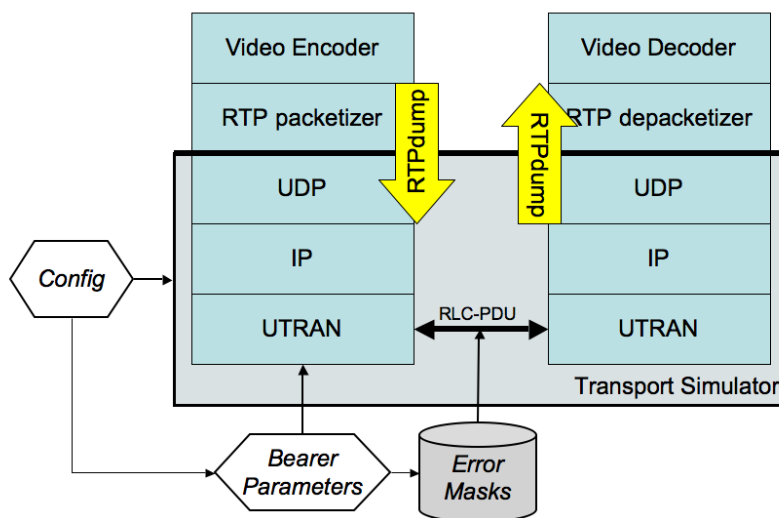 Video Encoder
Video Decoder
RTP packetizer
RTPdump
RTPdump
RTP depacketizer
UDP
UDP
Config
IP
IP
UTRAN
RLC-PDU
UTRAN
Transport Simulator
Bearer
Parameters
Error
Masks